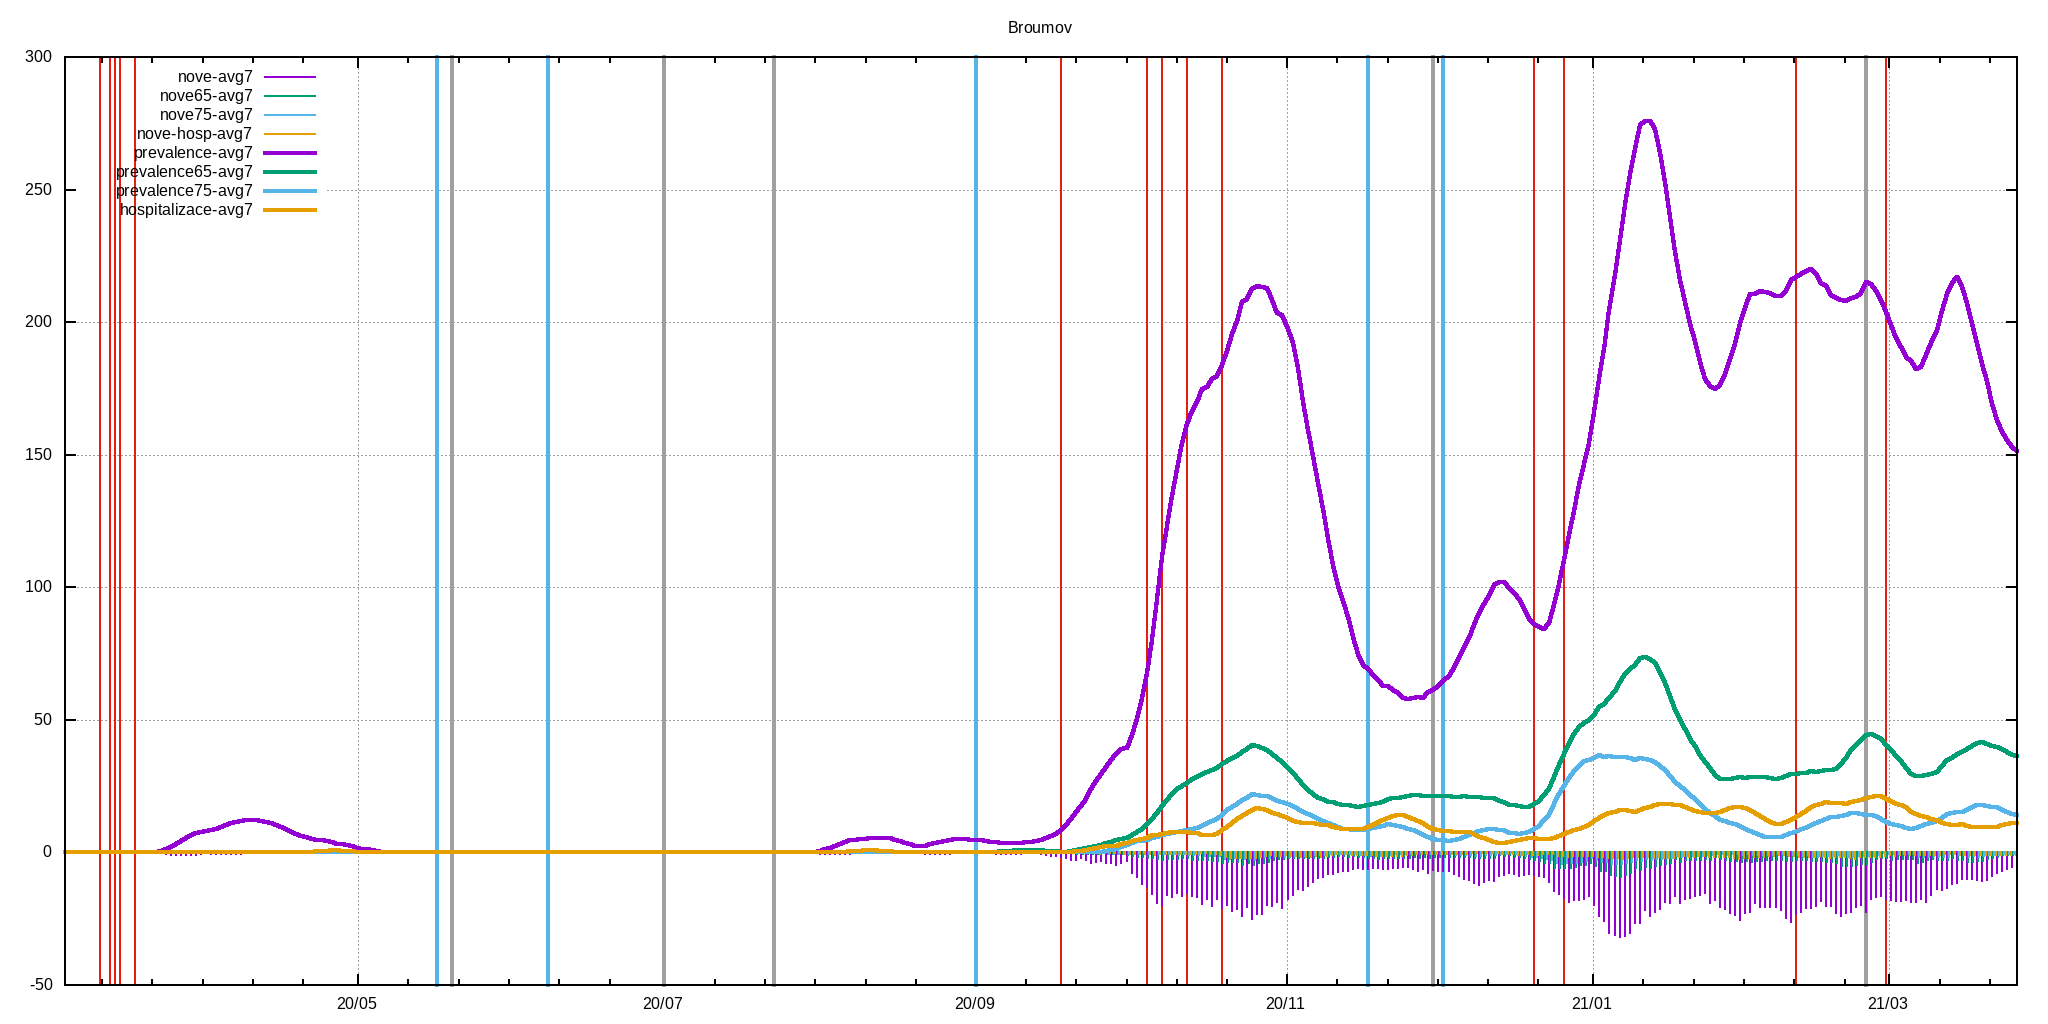 Broumov
300
250
200
150
100
50
0
-50
nove-avg7
nove65-avg7
nove75-avg7
nove-hosp-avg7
prevalence-avg7
prevalence65-avg7
prevalence75-avg7
hospitalizace-avg7
20/05
20/07
20/09
20/11
21/01
21/03